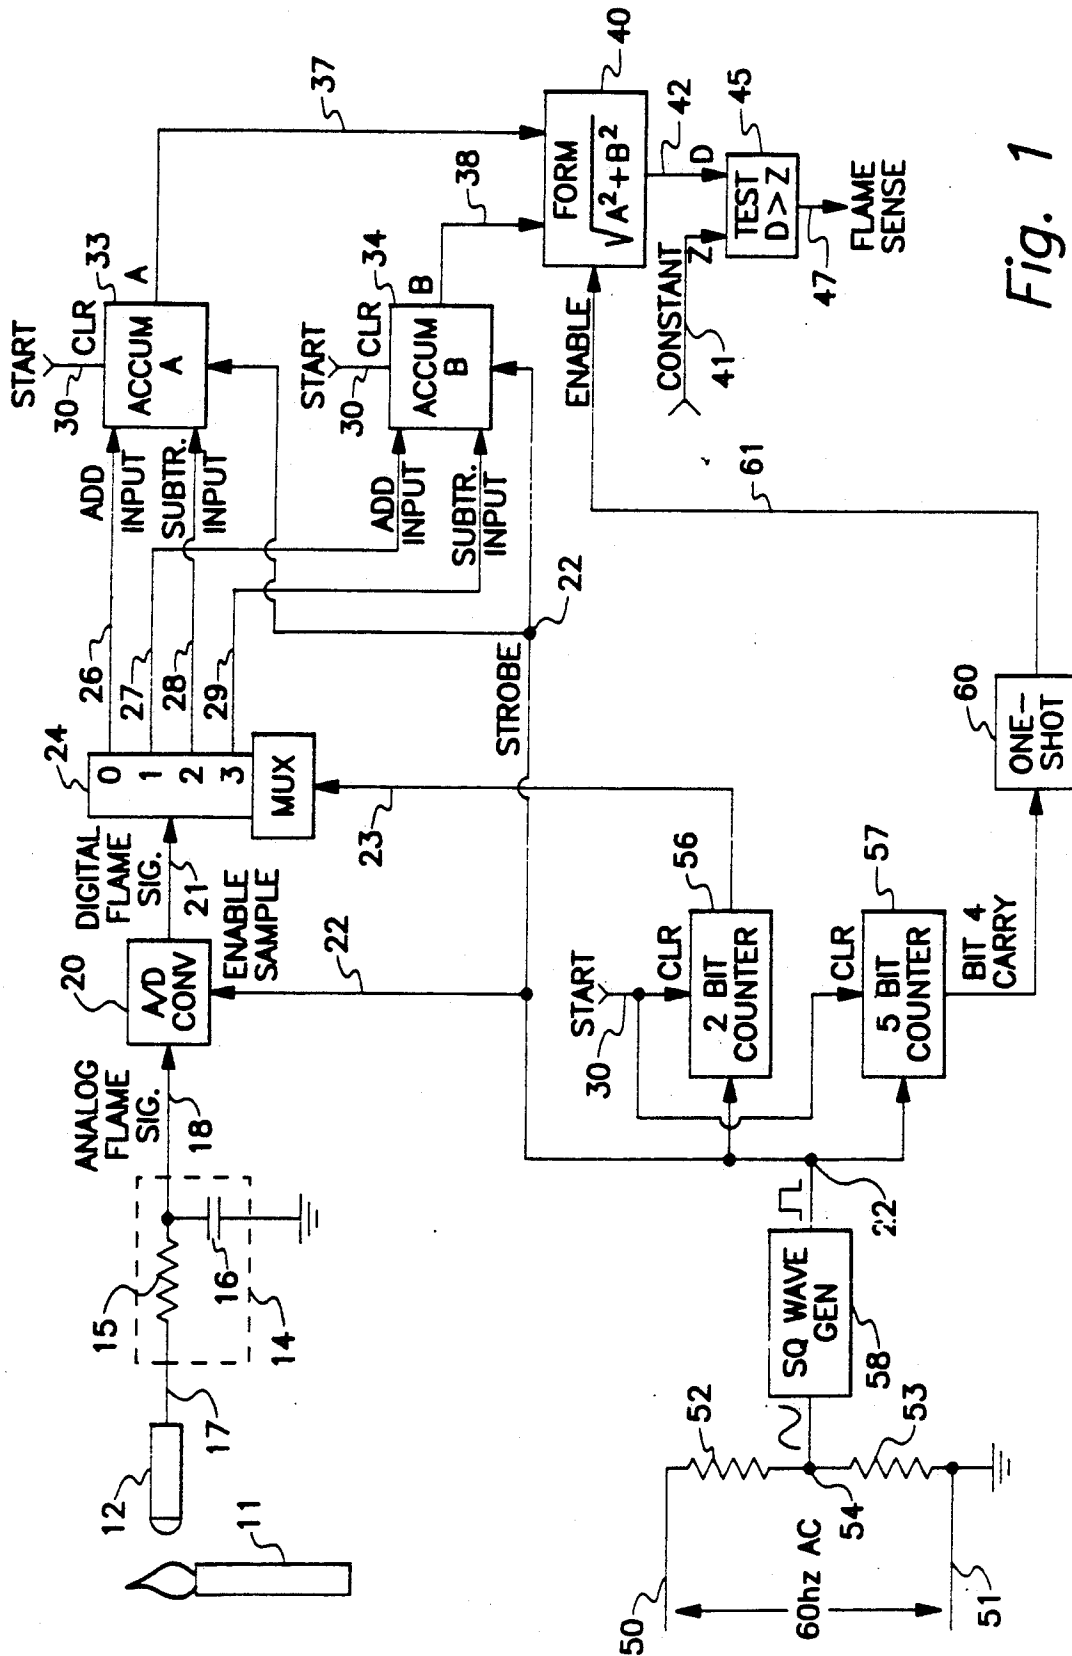 START
30
CLR
33
ACCUM
A
A
37
ADD
INPUT
SUBTR.
INPUT
START
30
CLR
34
ACCUM
B
B
38
ADD
INPUT
SUBTR.
INPUT
26
27
28
29
24
0
1
2
3
MUX
DIGITAL
FLAME
SIG.
21
20
A/D
CONV
ENABLE
SAMPLE
22
ANALOG
FLAME
SIG.
18
15
16
14
17
12
11
STROBE
22
23
FORM
√A²+B²
40
42
D
ENABLE
CONSTANT
Z
41
TEST
D>Z
45
47
FLAME
SENSE
61
START
30
CLR
56
2 BIT
COUNTER
CLR
57
5 BIT
COUNTER
BIT 4
CARRY
60
ONE-
SHOT
22
SQ WAVE
GEN
58
52
53
54
50
60hz AC
51
Fig. 1